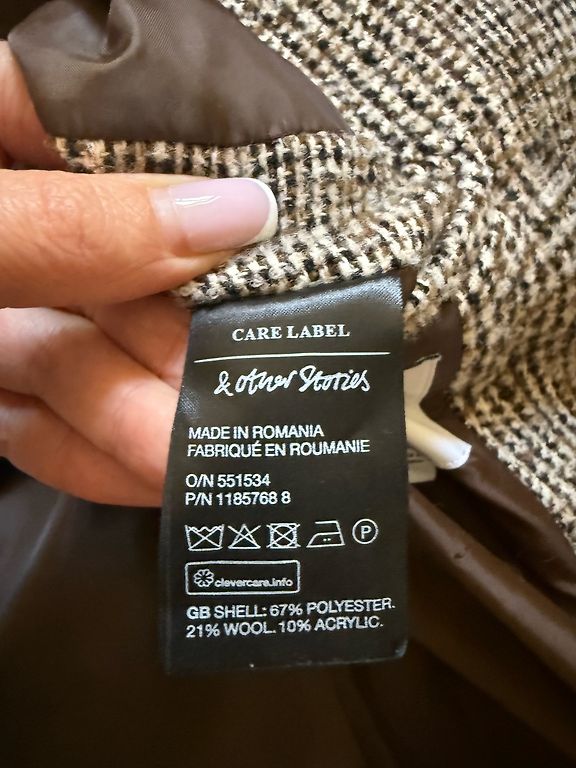 CARE LABEL
& other Stories
MADE IN ROMANIA
FABRIQUÉ EN ROUMANIE
O/N 551534
P/N 1185768 8
P
clevercare.info
GB SHELL: 67% POLYESTER.
21% WOOL. 10% ACRYLIC.